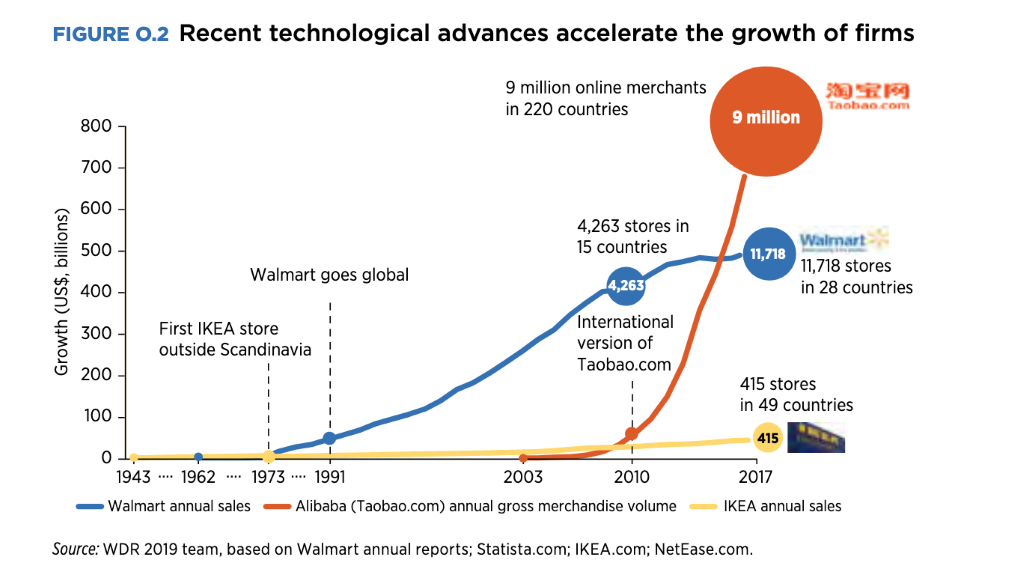 FIGURE O.2 Recent technological advances accelerate the growth of firms
9 million online merchants
in 220 countries
9 million
淘宝网
Taobao.com
Growth (US$, billions)
800
700
600
500
400
300
200
100
0
4,263 stores in
15 countries
4,263
Walmart
11,718
11,718 stores
in 28 countries
Walmart goes global
First IKEA store
outside Scandinavia
International
version of
Taobao.com
415 stores
in 49 countries
415
IKEA
1943 .... 1962 .... 1973 .... 1991 2003 2010 2017
Walmart annual sales Alibaba (Taobao.com) annual gross merchandise volume IKEA annual sales
Source: WDR 2019 team, based on Walmart annual reports; Statista.com; IKEA.com; NetEase.com.